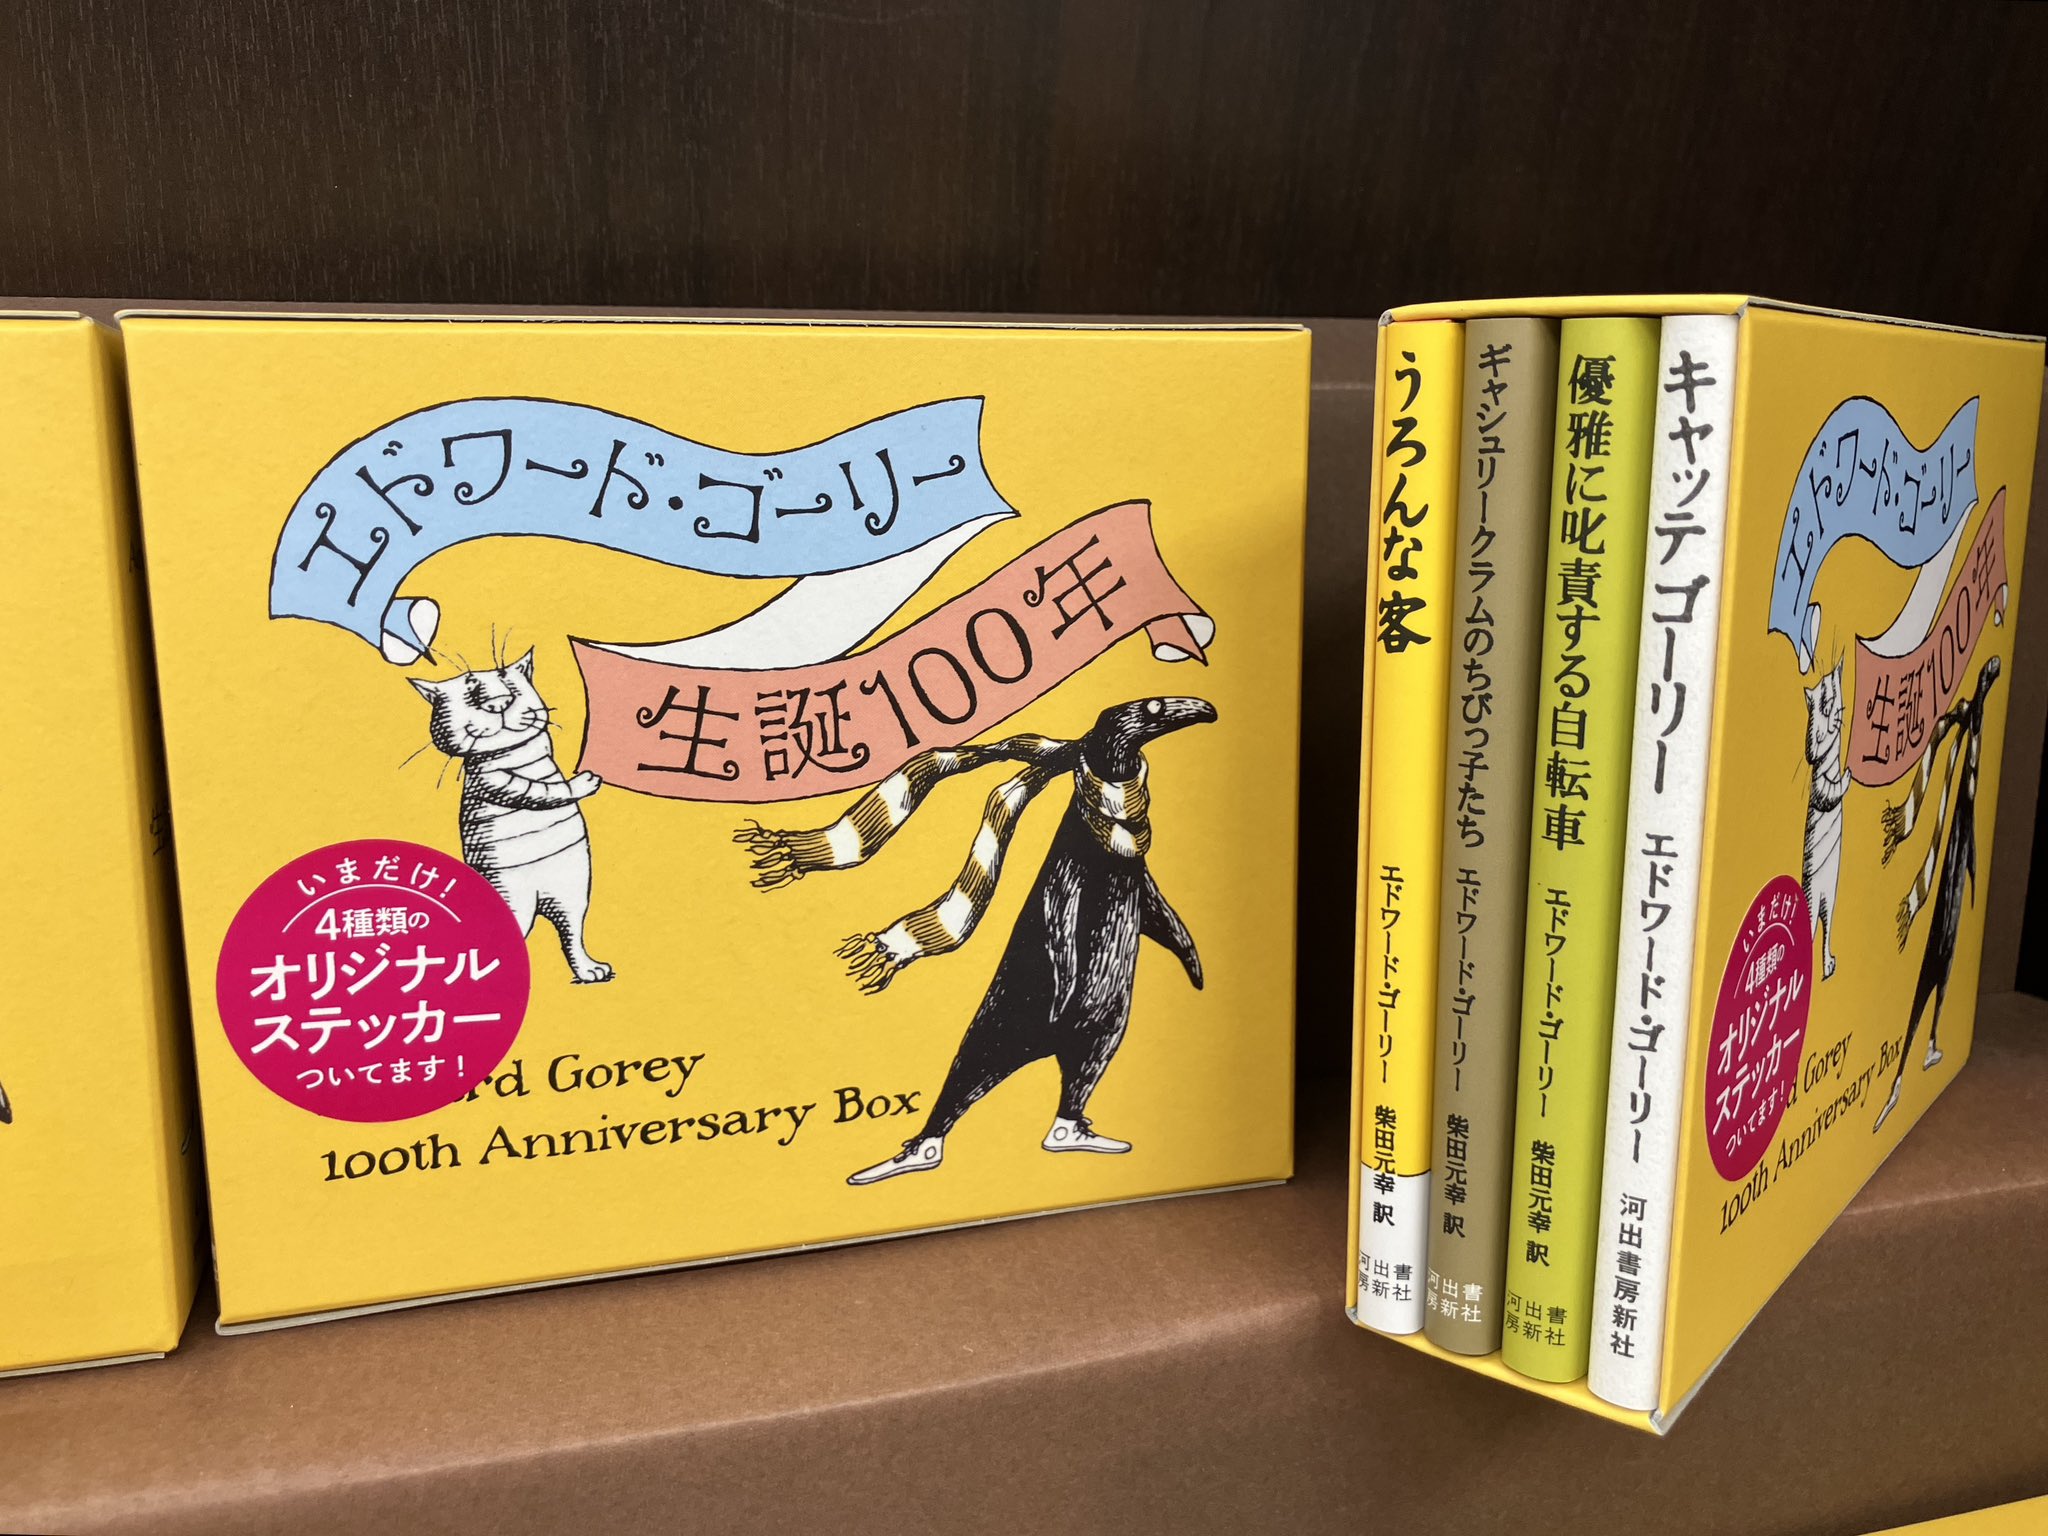 エドワード・ゴーリー
生誕100年
いまだけ!
4種類の
オリジナル
ステッカー
ついてます!
rd Gorey
100th Anniversary Box
うろんな客 エドワード・ゴーリー 柴田元幸 訳
河出書
房新社
ギャシュリークラムのちびっ子たち エドワード・ゴーリー 柴田元幸 訳
河出書
房新社
優雅に叱責する自転車 エドワード・ゴーリー 柴田元幸 訳
河出書
房新社
キャッテゴーリー エドワード・ゴーリー 河出書房新社
エドワード・ゴーリー
生誕100年
いまだけ!
4種類の
オリジナル
ステッカー
ついてます!
d Gorey
100th Anniversary Box